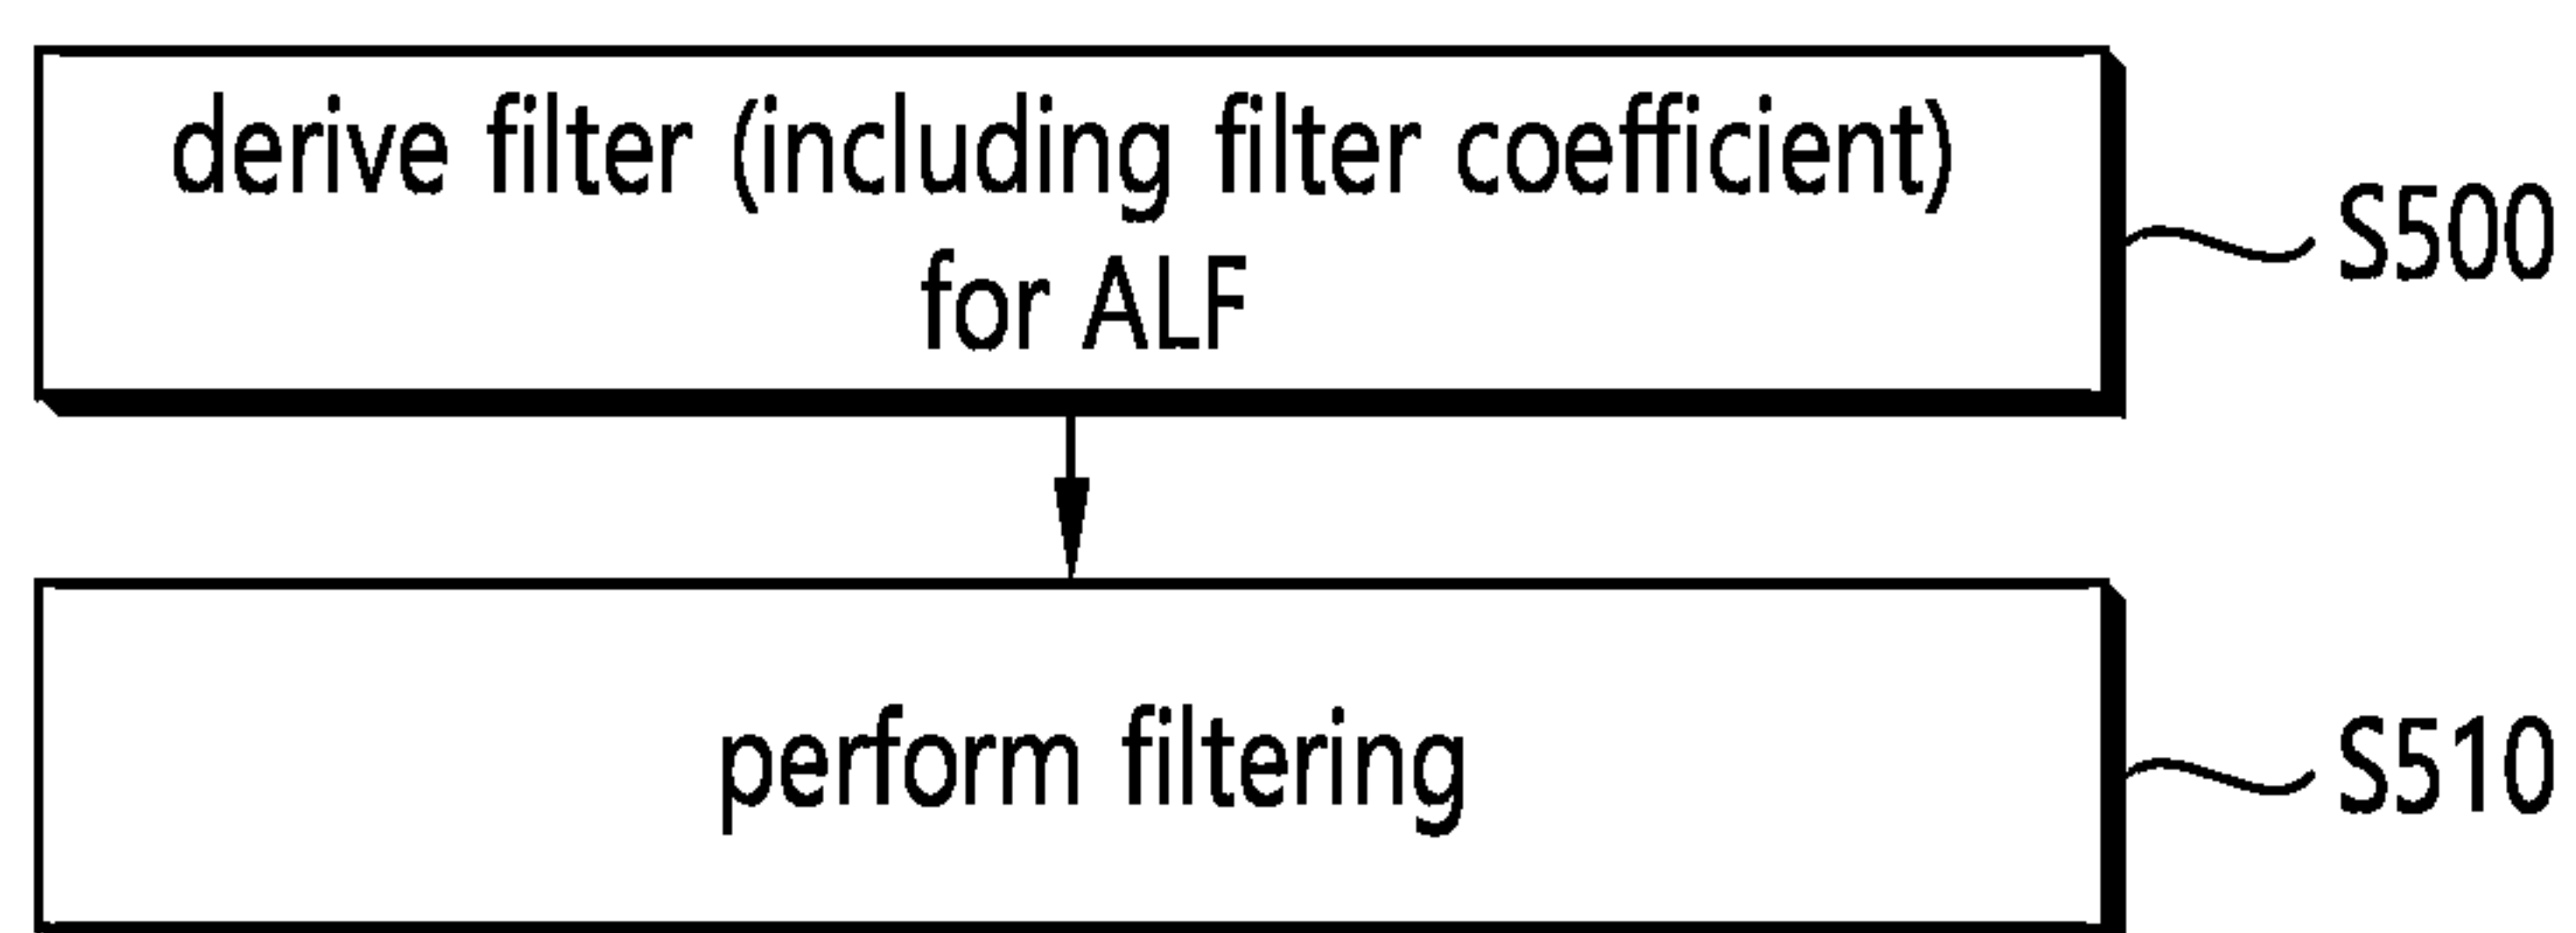 derive filter (including filter coefficient)
for ALF
S500
perform filtering
S510